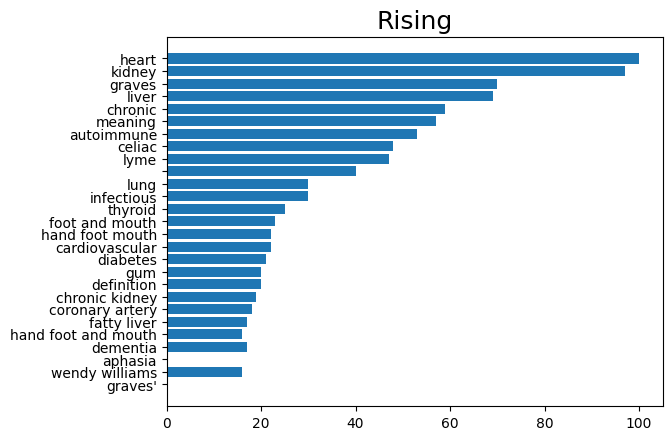 Rising
heart
kidney
graves
liver
chronic
meaning
autoimmune
celiac
lyme
lung
infectious
thyroid
foot and mouth
hand foot mouth
cardiovascular
diabetes
gum
definition
chronic kidney
coronary artery
fatty liver
hand foot and mouth
dementia
aphasia
wendy williams
graves'
0 20 40 60 80 100